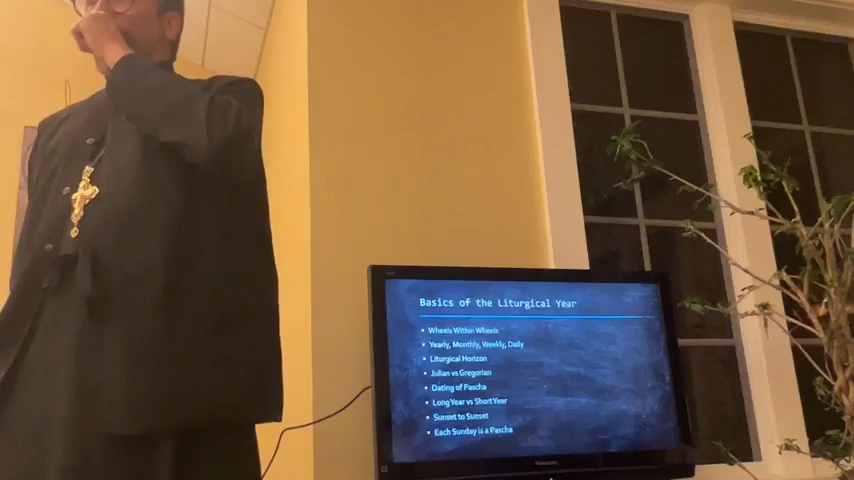 Basics of the Liturgical Year
• Wheels Within Wheels
• Yearly, Monthly, Weekly, Daily
• Liturgical Horizon
• Julian vs Gregorian
• Dating of Pascha
• Long Year vs Short Year
• Sunset to Sunset
• Each Sunday is a Pascha
Panasonic